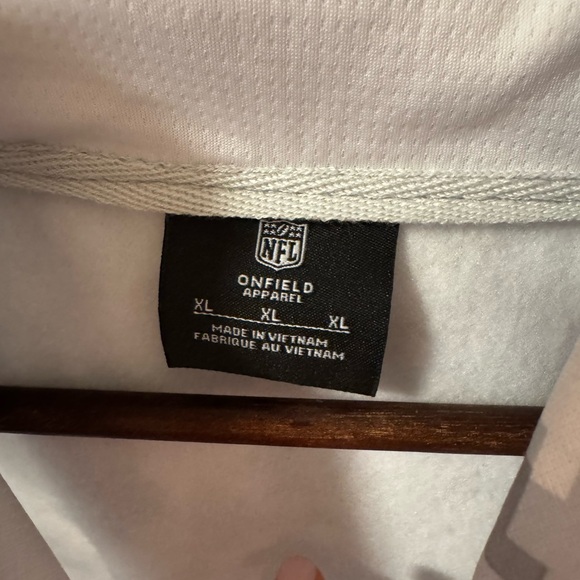 NFL
ONFIELD
APPAREL
XL XL XL
MADE IN VIETNAM
FABRIQUE AU VIETNAM